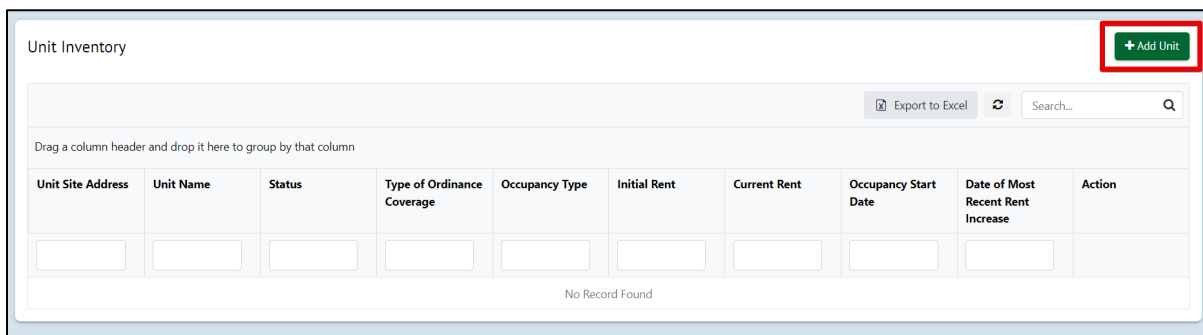 Unit Inventory
+ Add Unit
Export to Excel
Search...
Drag a column header and drop it here to group by that column
Unit Site Address
Unit Name
Status
Type of Ordinance
Coverage
Occupancy Type
Initial Rent
Current Rent
Occupancy Start
Date
Date of Most
Recent Rent
Increase
Action
No Record Found